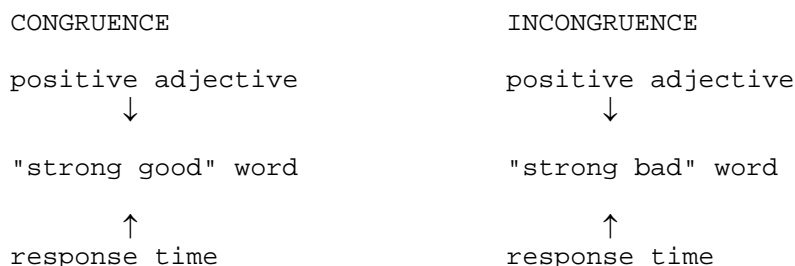 CONGRUENCE INCONGRUENCE
positive adjective positive adjective
↓ ↓
"strong good" word "strong bad" word
↑ ↑
response time response time